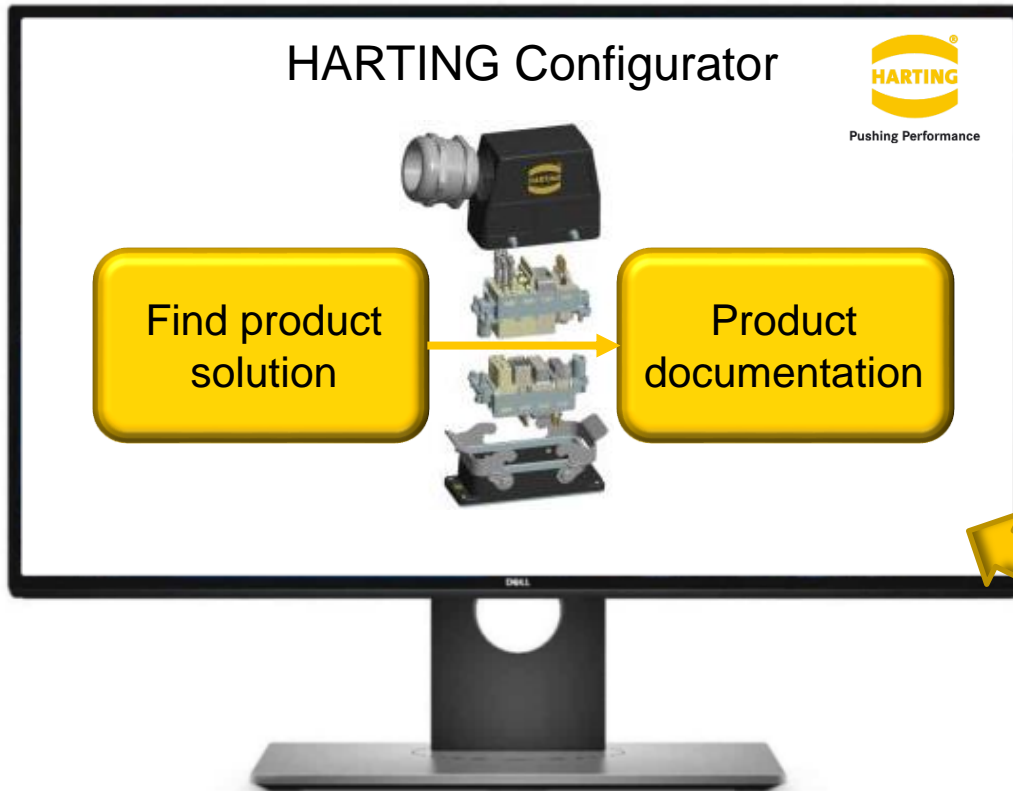 HARTING Configurator
HARTING
®
Pushing Performance
HARTING
Find product
solution
Product
documentation
DELL